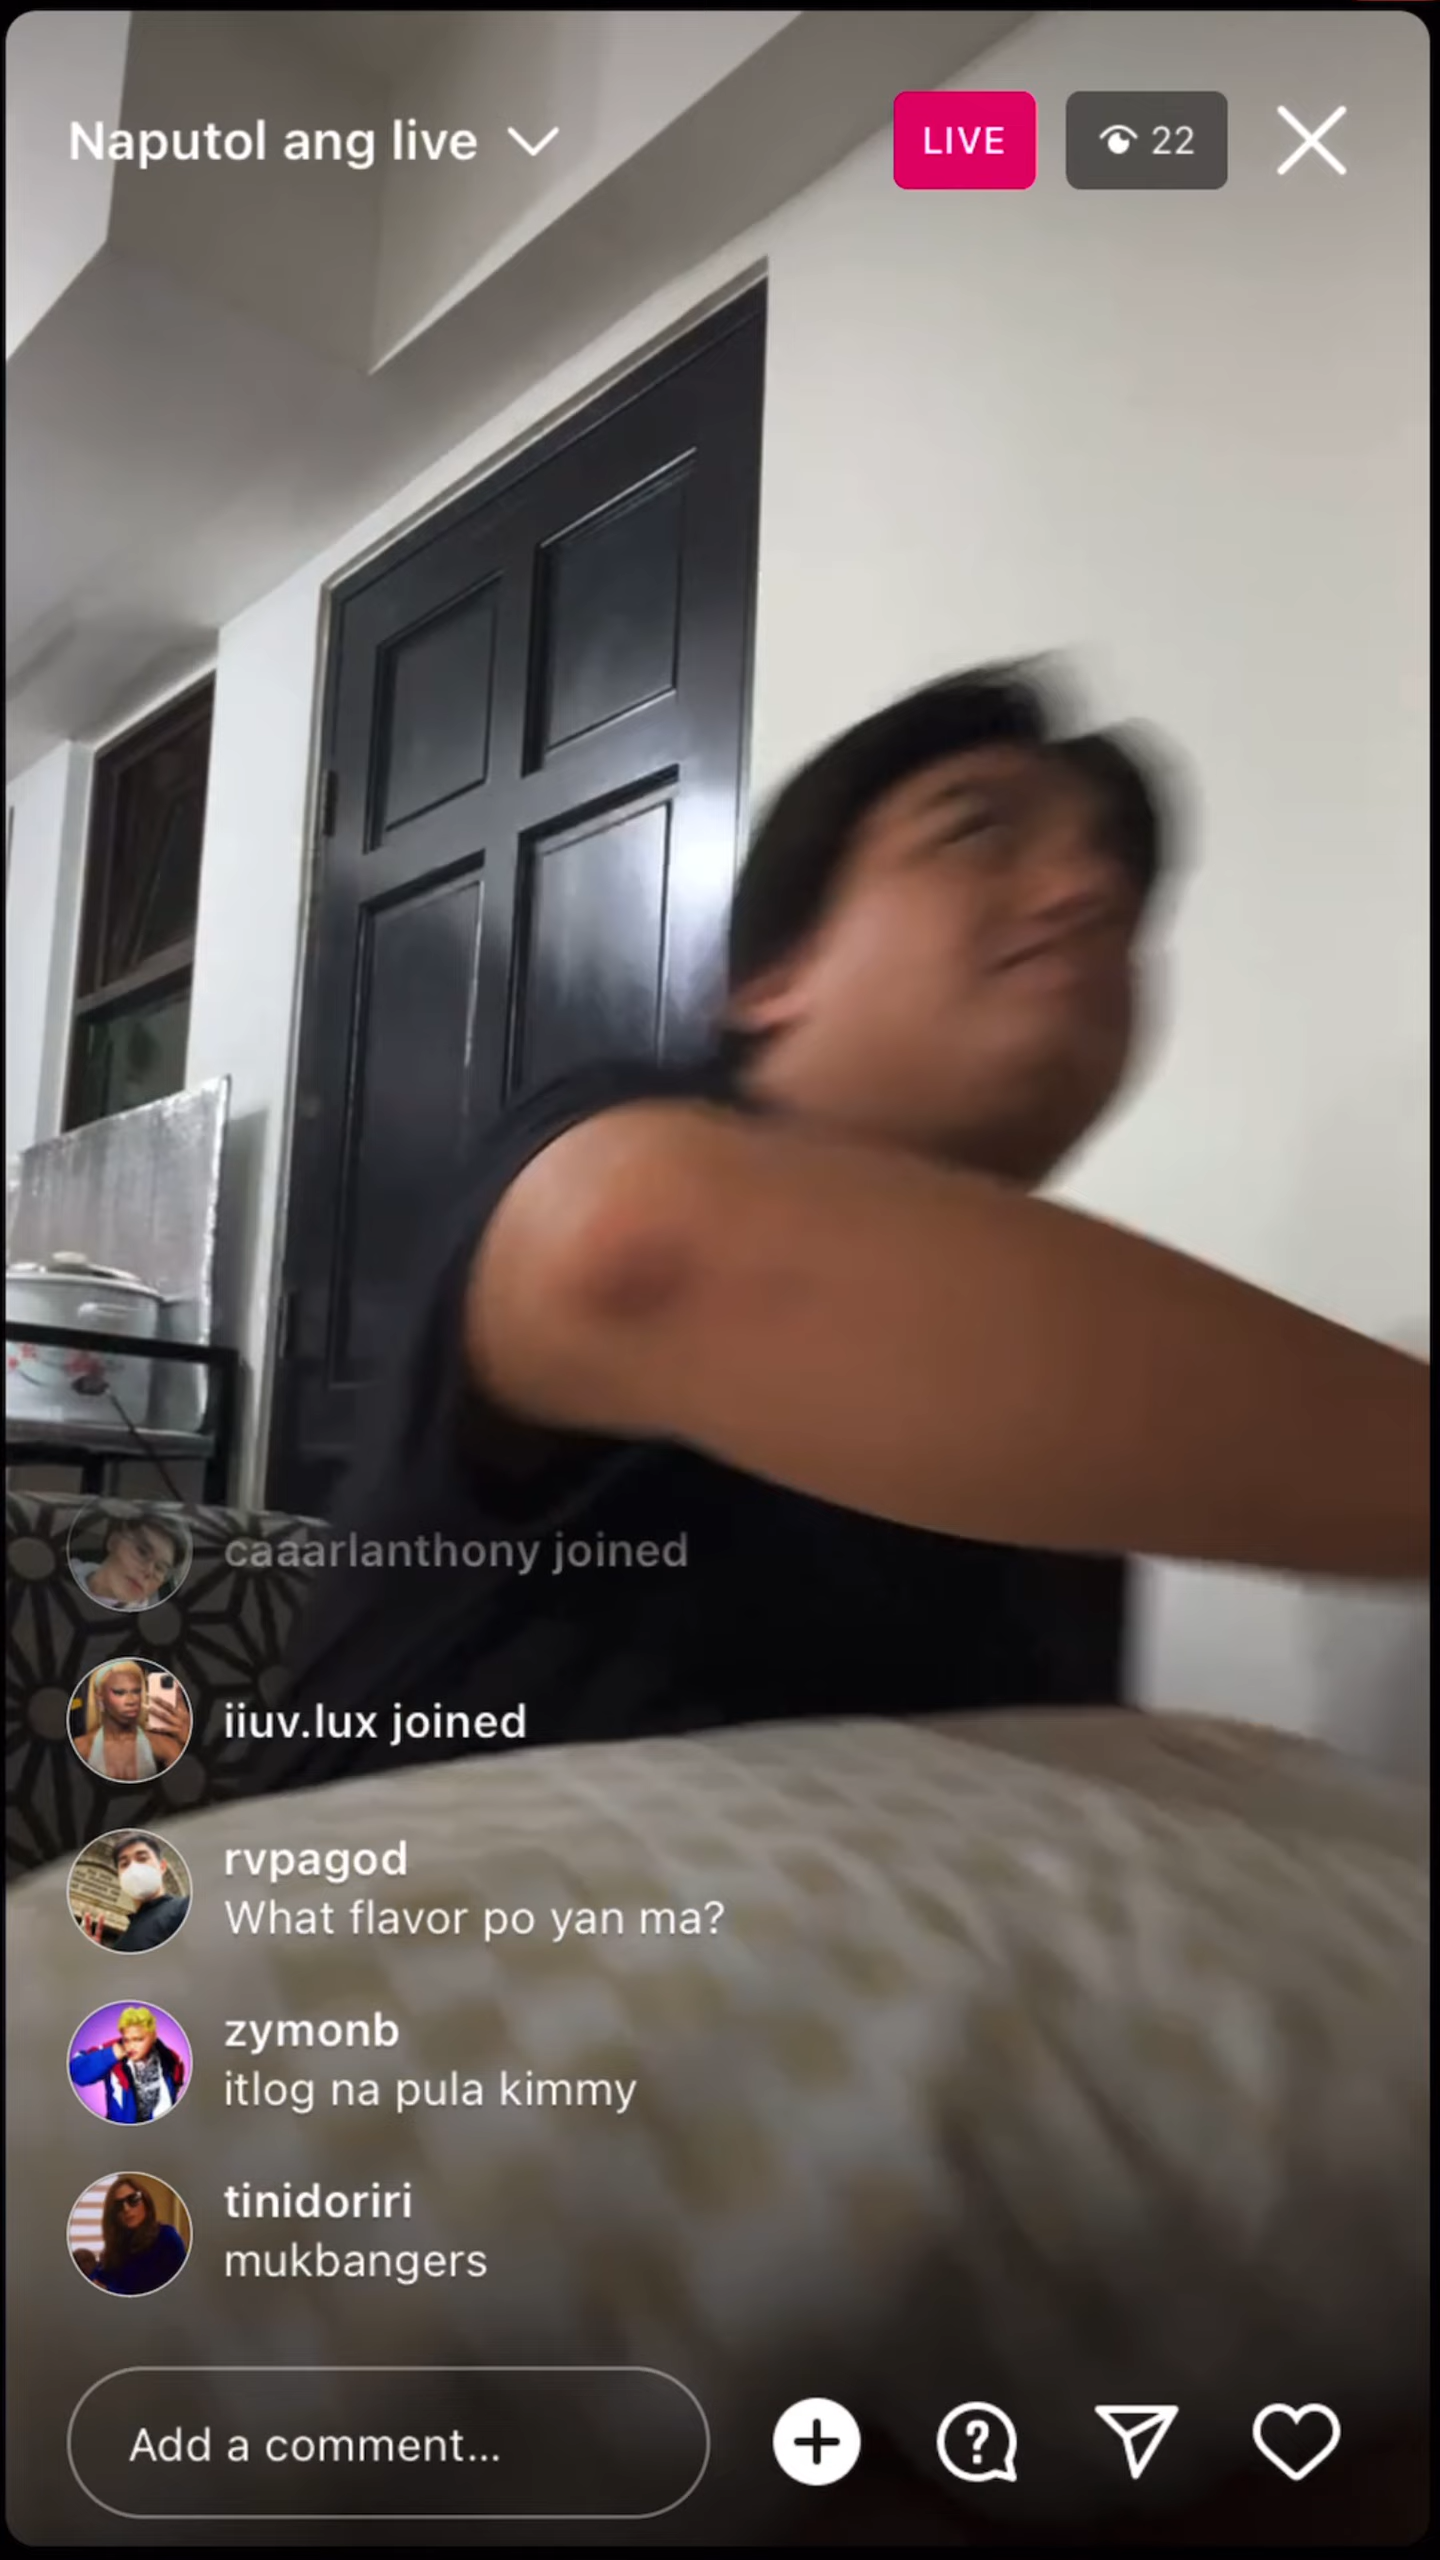 Naputol ang live
LIVE
22
caaarlanthony joined
iiuv.lux joined
rvpagod
What flavor po yan ma?
zymonb
itlog na pula kimmy
tinidoriri
mukbangers
Add a comment...